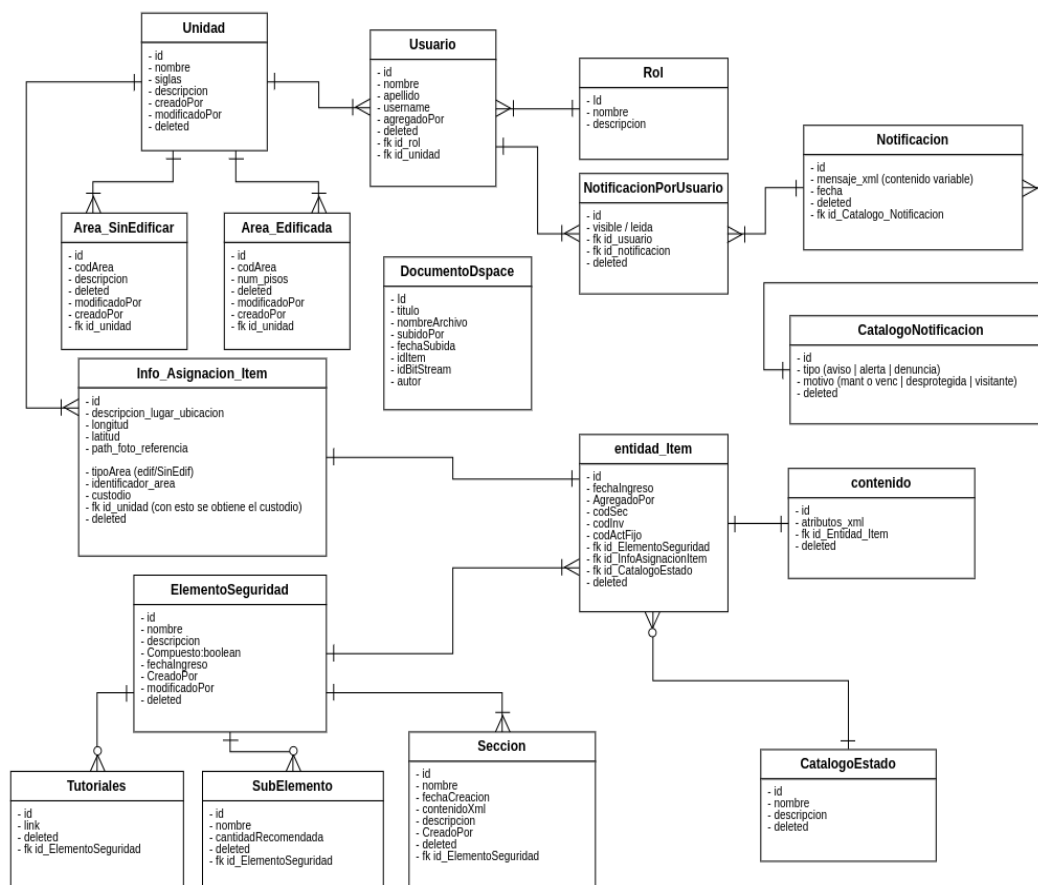 Unidad
- id
- nombre
- siglas
- descripcion
- creadoPor
- modificadoPor
- deleted
Usuario
- id
- nombre
- apellido
- username
- agregadoPor
- deleted
- fk id_rol
- fk id_unidad
Rol
- Id
- nombre
- descripcion
Notificacion
- id
- mensaje_xml (contenido variable)
- fecha
- deleted
- fk id_Catalogo_Notificacion
NotificacionPorUsuario
- id
- visible / leida
- fk id_usuario
- fk id_notificacion
- deleted
Area_SinEdificar
- id
- codArea
- descripcion
- deleted
- modificadoPor
- creadoPor
- fk id_unidad
Area_Edificada
- id
- codArea
- num_pisos
- deleted
- modificadoPor
- creadoPor
- fk id_unidad
DocumentoDspace
- Id
- titulo
- nombreArchivo
- subidoPor
- fechaSubida
- idItem
- idBitStream
- autor
CatalogoNotificacion
- id
- tipo (aviso | alerta | denuncia)
- motivo (mant o venc | desprotegida | visitante)
- deleted
Info_Asignacion_Item
- id
- descripcion_lugar_ubicacion
- longitud
- latitud
- path_foto_referencia
- tipoArea (edif/SinEdif)
- identificador_area
- custodio
- fk id_unidad (con esto se obtiene el custodio)
- deleted
entidad_Item
- id
- fechaIngreso
- AgregadoPor
- codSec
- codInv
- codActFijo
- fk id_ElementoSeguridad
- fk id_InfoAsignacionItem
- fk id_CatalogoEstado
- deleted
contenido
- id
- atributos_xml
- fk id_Entidad_Item
- deleted
ElementoSeguridad
- id
- nombre
- descripcion
- Compuesto:boolean
- fechaIngreso
- CreadoPor
- modificadoPor
- deleted
Seccion
- id
- nombre
- fechaCreacion
- contenidoXml
- descripcion
- CreadoPor
- deleted
- fk id_ElementoSeguridad
CatalogoEstado
- id
- nombre
- descripcion
- deleted
Tutoriales
- id
- link
- deleted
- fk id_ElementoSeguridad
SubElemento
- id
- nombre
- cantidadRecomendada
- deleted
- fk id_ElementoSeguridad